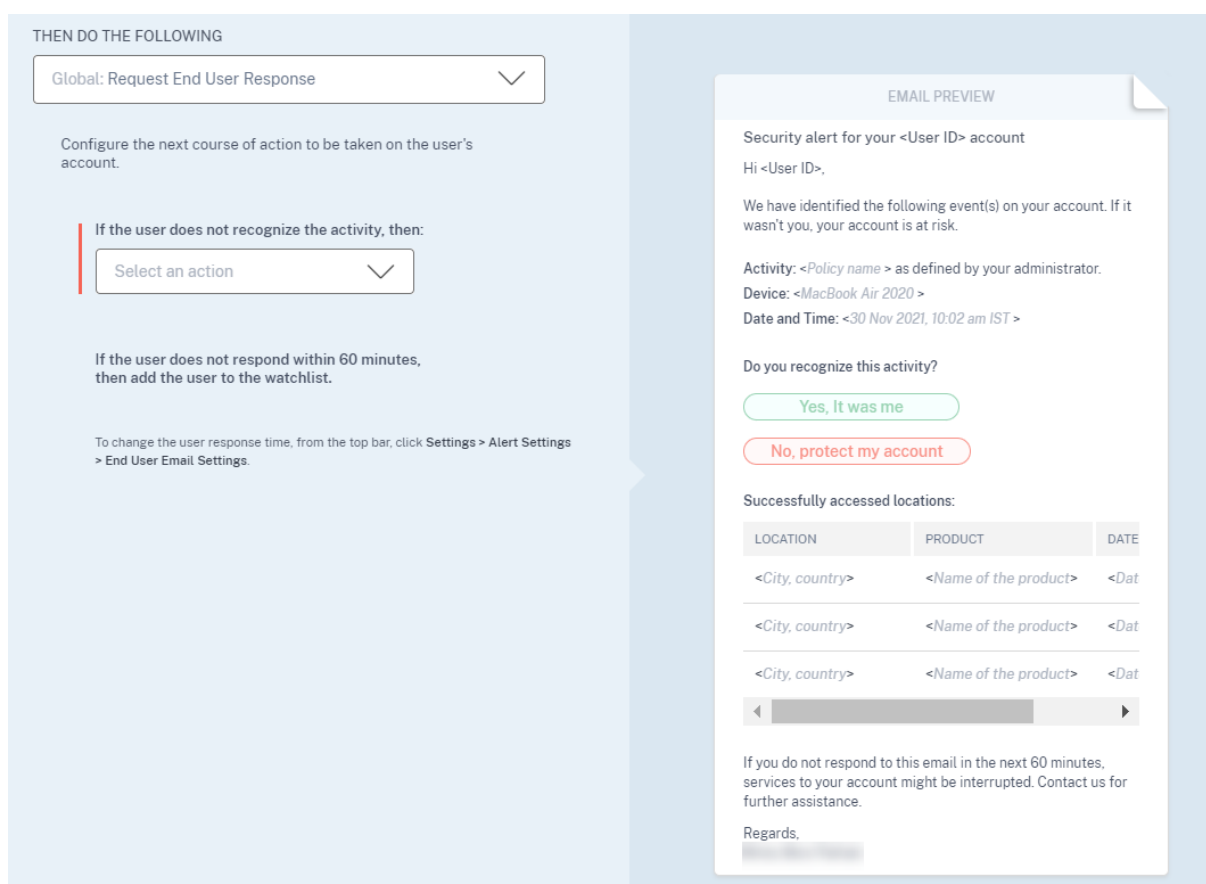 THEN DO THE FOLLOWING
Global: Request End User Response
Configure the next course of action to be taken on the user's
account.
If the user does not recognize the activity, then:
Select an action
If the user does not respond within 60 minutes,
then add the user to the watchlist.
To change the user response time, from the top bar, click Settings > Alert Settings
> End User Email Settings.
EMAIL PREVIEW
Security alert for your <User ID> account
Hi <User ID>,
We have identified the following event(s) on your account. If it
wasn't you, your account is at risk.
Activity: <Policy name > as defined by your administrator.
Device: <MacBook Air 2020 >
Date and Time: <30 Nov 2021, 10:02 am IST >
Do you recognize this activity?
Yes, It was me
No, protect my account
Successfully accessed locations:
LOCATION PRODUCT DATE
<City, country> <Name of the product> <Dat
<City, country> <Name of the product> <Dat
<City, country> <Name of the product> <Dat
If you do not respond to this email in the next 60 minutes,
services to your account might be interrupted. Contact us for
further assistance.
Regards,